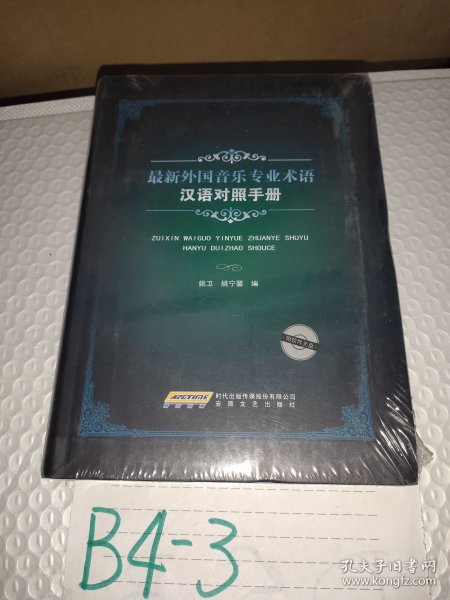 最新外国音乐专业术语
汉语对照手册
ZUIXIN WAIGUO YINYUE ZHUANYE SHUYU
HANYU DUIZHAO SHOUCE
姚卫 姚宁馨 编
时代出版传媒股份有限公司
安徽文艺出版社
B4-3
孔夫子旧书网
www.kongfz.com